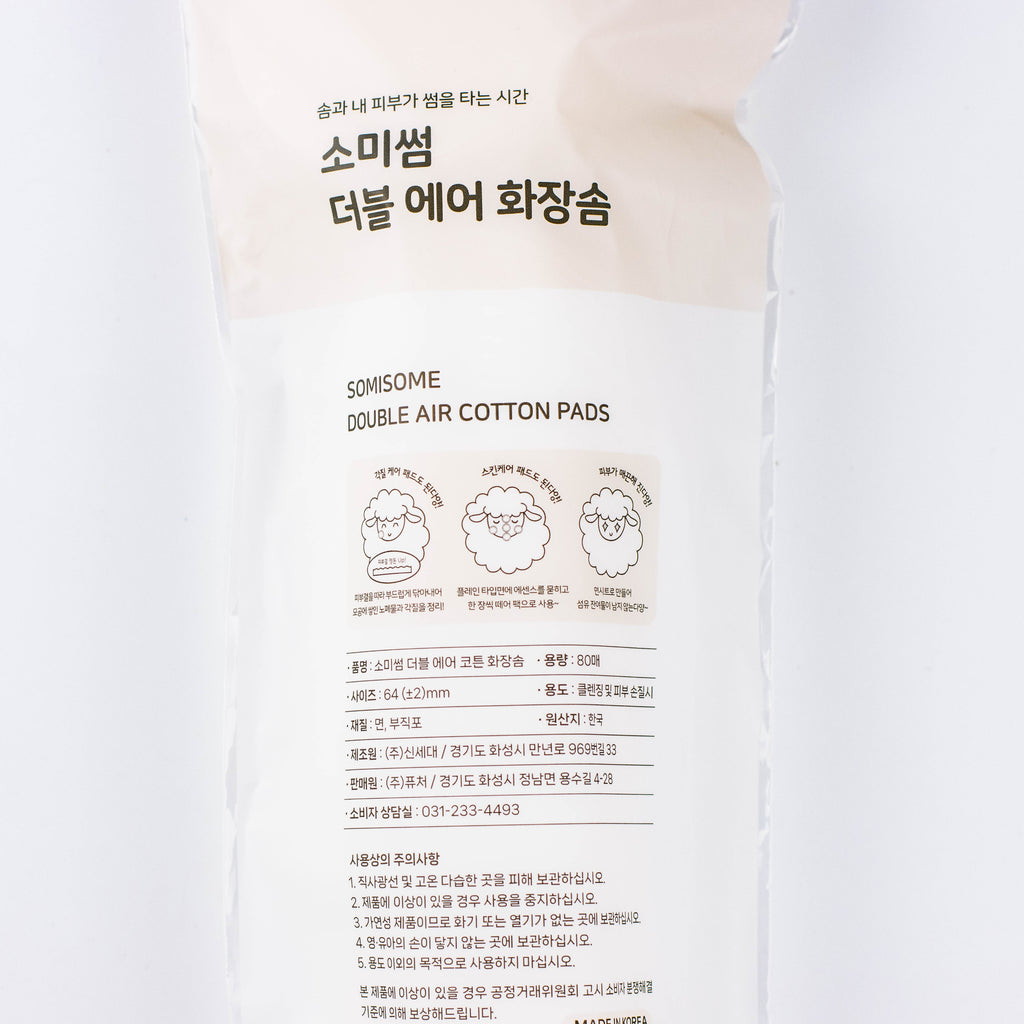 솜과 내 피부가 썸을 타는 시간
소미썸
더블 에어 화장솜
SOMISOME
DOUBLE AIR COTTON PADS
각질 케어 패드도 된다양!
스킨케어 패드도 된다양!
피부가 매끈해 진다양!
피부결 정돈 Up!
피부결을 따라 부드럽게 닦아내어
모공에 쌓인 노폐물과 각질을 정리!
플레인 타입면에 에센스를 묻히고
한 장씩 떼어 팩으로 사용~
면시트로 만들어
섬유 잔여물이 남지 않는다양~
· 품명 : 소미썸 더블 에어 코튼 화장솜 · 용량 : 80매
· 사이즈 : 64 (±2)mm · 용도 : 클렌징 및 피부 손질시
· 재질 : 면, 부직포 · 원산지 : 한국
· 제조원 : (주)신세대 / 경기도 화성시 만년로 969번길 33
· 판매원 : (주)퓨처 / 경기도 화성시 정남면 용수길 4-28
· 소비자 상담실 : 031-233-4493
사용상의 주의사항
1. 직사광선 및 고온 다습한 곳을 피해 보관하십시오.
2. 제품에 이상이 있을 경우 사용을 중지하십시오.
3. 가연성 제품이므로 화기 또는 열기가 없는 곳에 보관하십시오.
4. 영·유아의 손이 닿지 않는 곳에 보관하십시오.
5. 용도 이외의 목적으로 사용하지 마십시오.
본 제품에 이상이 있을 경우 공정거래위원회 고시 소비자 분쟁해결
기준에 의해 보상해드립니다.
MADE IN KOREA